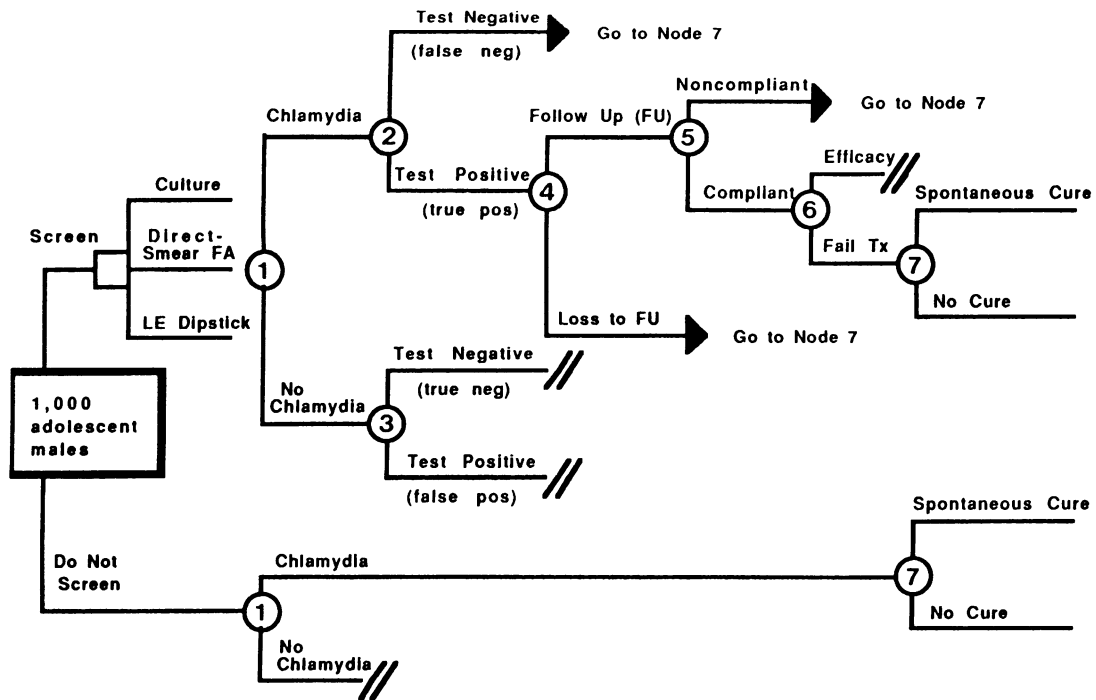 Test Negative
(false neg)
Go to Node 7
Noncompliant
Go to Node 7
Chlamydia
2
Follow Up (FU)
5
Efficacy
Test Positive
(true pos)
4
Compliant
6
Spontaneous Cure
Culture
Screen
Direct-
Smear FA
1
Fail Tx
7
No Cure
LE Dipstick
Loss to FU
Go to Node 7
Test Negative
(true neg)
No
Chlamydia
3
1,000
adolescent
males
Test Positive
(false pos)
Spontaneous Cure
Do Not
Screen
Chlamydia
7
1
No Cure
No
Chlamydia